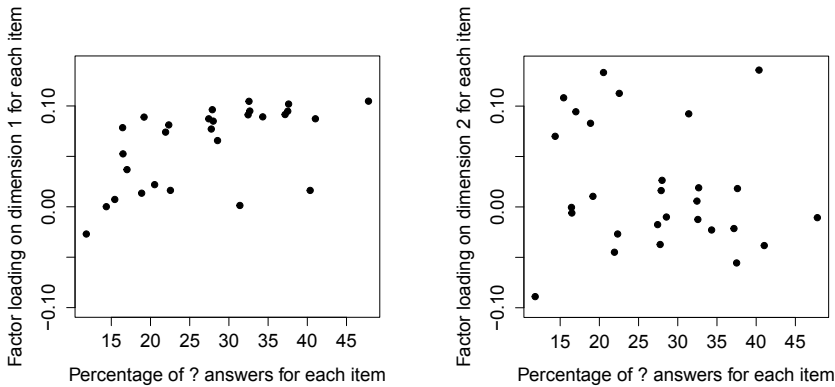 Factor loading on dimension 1 for each item
0.10
0.00
−0.10
15 20 25 30 35 40 45
Percentage of ? answers for each item
Factor loading on dimension 2 for each item
0.10
0.00
−0.10
15 20 25 30 35 40 45
Percentage of ? answers for each item